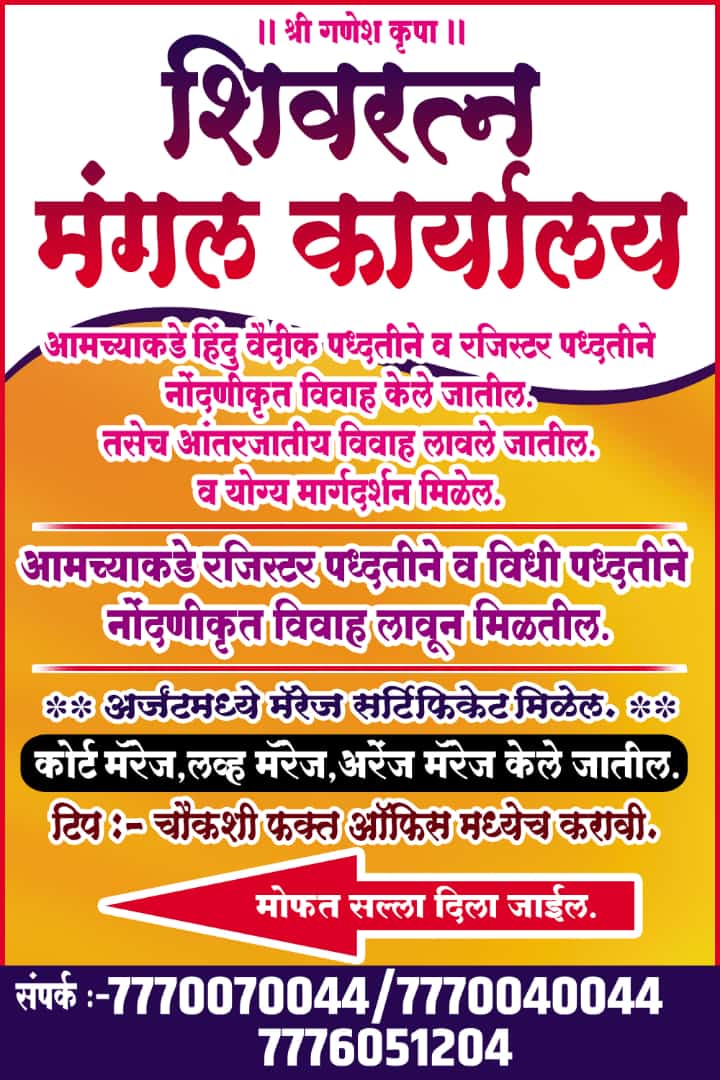 ॥ श्री गणेश कृपा ॥
शिवरत्न
मंगल कार्यालय
आमच्याकडे हिंदु वैदीक पध्दतीने व रजिस्टर पध्दतीने
नोंदणीकृत विवाह केले जातील.
तसेच आंतरजातीय विवाह लावले जातील.
व योग्य मार्गदर्शन मिळेल.
आमच्याकडे रजिस्टर पध्दतीने व विधी पध्दतीने
नोंदणीकृत विवाह लावून मिळतील.
** अर्जंटमध्ये मॅरेज सर्टिफिकेट मिळेल. **
कोर्ट मॅरेज,लव्ह मॅरेज,अरेंज मॅरेज केले जातील.
टिप :- चौकशी फक्त ऑफिस मध्येच करावी.
मोफत सल्ला दिला जाईल.
संपर्क :-7770070044/7770040044
7776051204